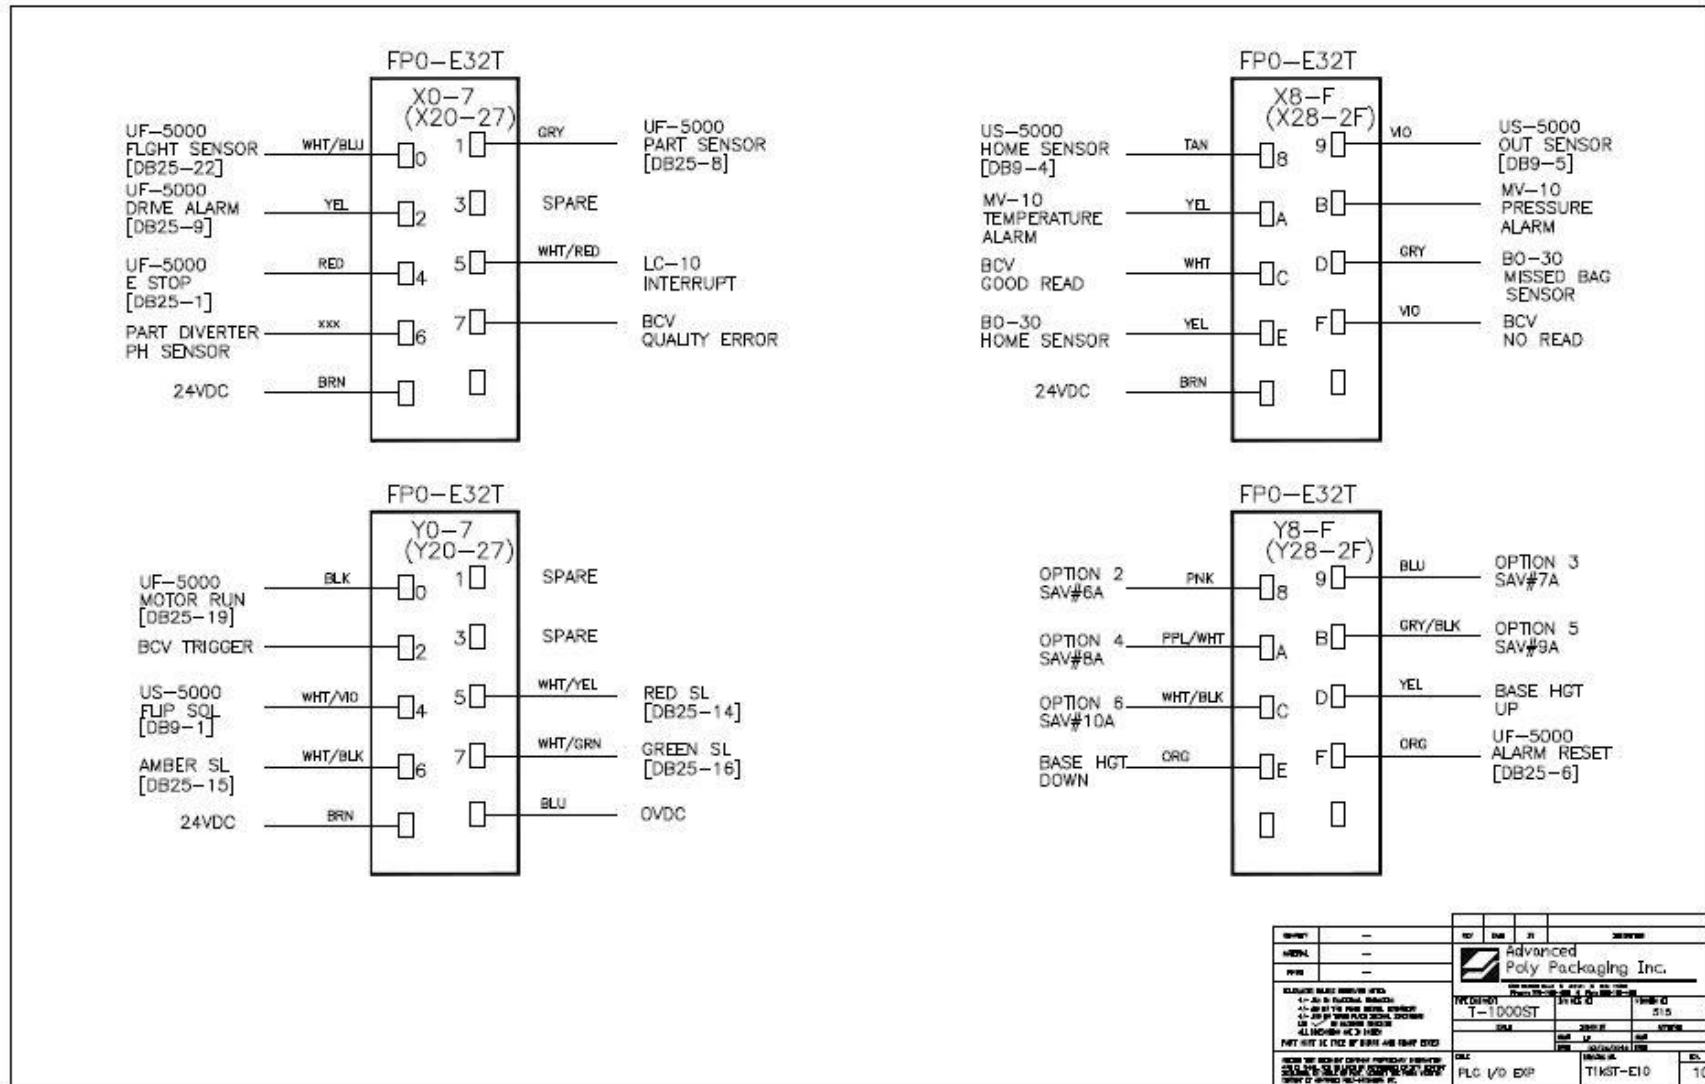 FP0-E32T
X0-7
(X20-27)
UF-5000
FLGHT SENSOR
[DB25-22]
WHT/BLU
0
1
GRY
UF-5000
PART SENSOR
[DB25-8]
UF-5000
DRIVE ALARM
[DB25-9]
YEL
2
3
SPARE
UF-5000
E STOP
[DB25-1]
RED
4
5
WHT/RED
LC-10
INTERRUPT
PART DIVERTER
PH SENSOR
xxx
6
7
BCV
QUALITY ERROR
24VDC
BRN
FP0-E32T
X8-F
(X28-2F)
US-5000
HOME SENSOR
[DB9-4]
TAN
8
9
VIO
US-5000
OUT SENSOR
[DB9-5]
MV-10
TEMPERATURE
ALARM
YEL
A
B
MV-10
PRESSURE
ALARM
BCV
GOOD READ
WHT
C
D
GRY
BO-30
MISSED BAG
SENSOR
BO-30
HOME SENSOR
YEL
E
F
VIO
BCV
NO READ
24VDC
BRN
FP0-E32T
Y0-7
(Y20-27)
UF-5000
MOTOR RUN
[DB25-19]
BLK
0
1
SPARE
BCV TRIGGER
2
3
SPARE
US-5000
FLIP SOL
[DB9-1]
WHT/VIO
4
5
WHT/YEL
RED SL
[DB25-14]
AMBER SL
[DB25-15]
WHT/BLK
6
7
WHT/GRN
GREEN SL
[DB25-16]
24VDC
BRN
BLU
0VDC
FP0-E32T
Y8-F
(Y28-2F)
OPTION 2
SAV#6A
PNK
8
9
BLU
OPTION 3
SAV#7A
OPTION 4
SAV#8A
PPL/WHT
A
B
GRY/BLK
OPTION 5
SAV#9A
OPTION 6
SAV#10A
WHT/BLK
C
D
YEL
BASE HGT
UP
BASE HGT
DOWN
ORG
E
F
ORG
UF-5000
ALARM RESET
[DB25-6]
Advanced
Poly Packaging Inc.
T-1000ST
515
PLC I/O EXP
T1KST-E10